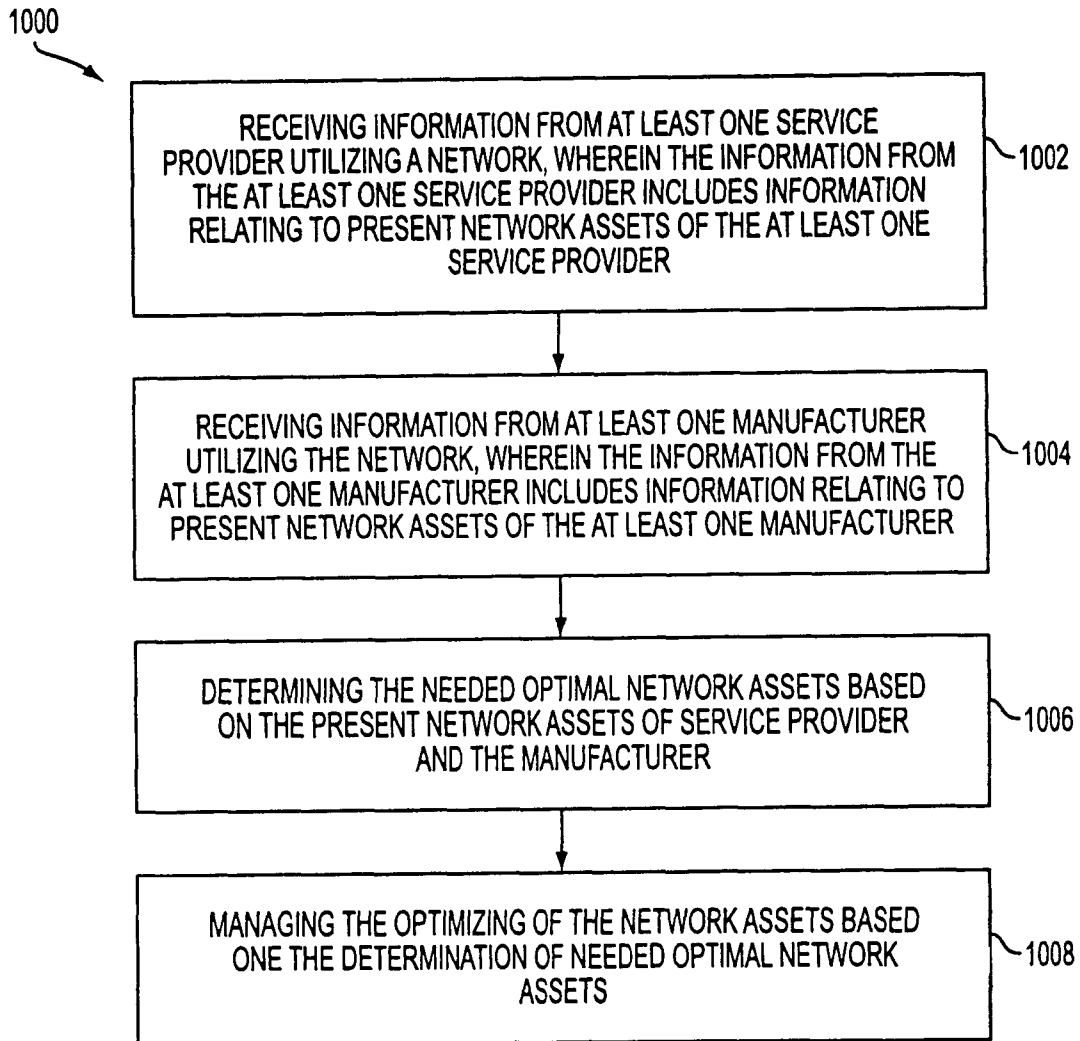 1000
RECEIVING INFORMATION FROM AT LEAST ONE SERVICE
PROVIDER UTILIZING A NETWORK, WHEREIN THE INFORMATION FROM
THE AT LEAST ONE SERVICE PROVIDER INCLUDES INFORMATION
RELATING TO PRESENT NETWORK ASSETS OF THE AT LEAST ONE
SERVICE PROVIDER
1002
RECEIVING INFORMATION FROM AT LEAST ONE MANUFACTURER
UTILIZING THE NETWORK, WHEREIN THE INFORMATION FROM THE
AT LEAST ONE MANUFACTURER INCLUDES INFORMATION RELATING TO
PRESENT NETWORK ASSETS OF THE AT LEAST ONE MANUFACTURER
1004
DETERMINING THE NEEDED OPTIMAL NETWORK ASSETS BASED
ON THE PRESENT NETWORK ASSETS OF SERVICE PROVIDER
AND THE MANUFACTURER
1006
MANAGING THE OPTIMIZING OF THE NETWORK ASSETS BASED
ONE THE DETERMINATION OF NEEDED OPTIMAL NETWORK
ASSETS
1008